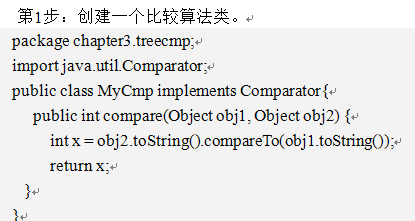 第1步：创建一个比较算法类。
package chapter3.treecmp;
import java.util.Comparator;
public class MyCmp implements Comparator{
public int compare(Object obj1, Object obj2) {
int x = obj2.toString().compareTo(obj1.toString());
return x;
}
}